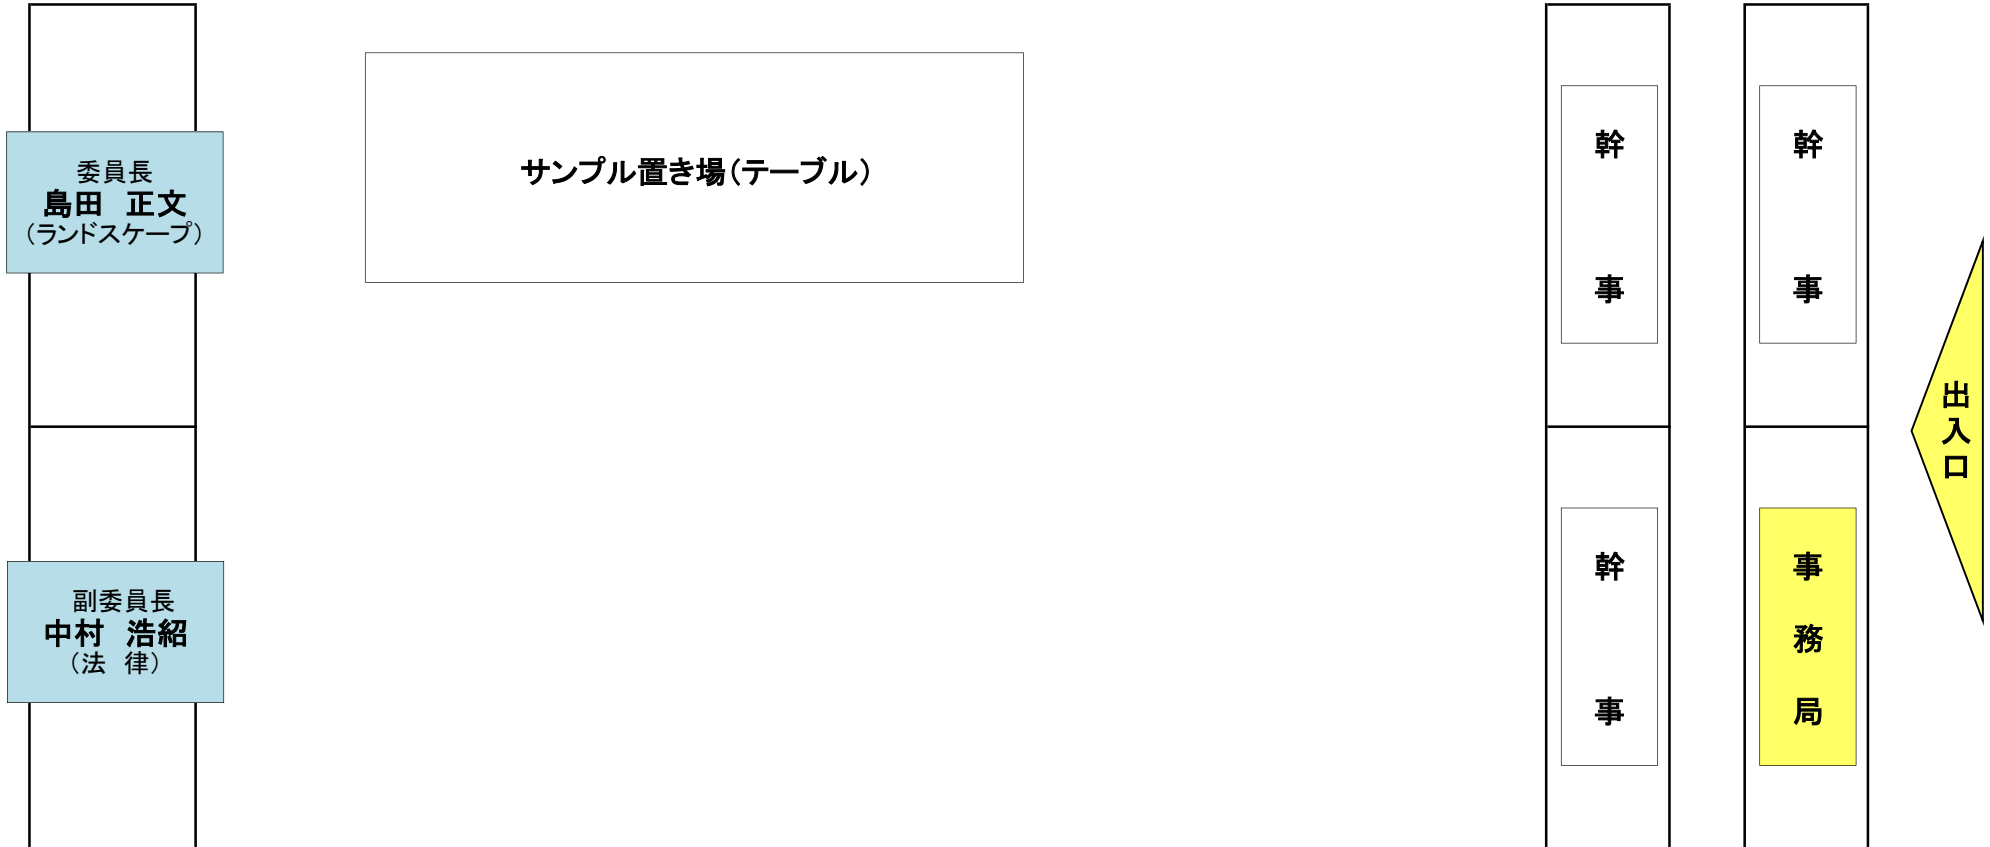 委員長
島田　正文
（ランドスケープ）
サンプル置き場（テーブル）
幹事
幹事
出入口
副委員長
中村　浩紹
（法　律）
幹事
事務局